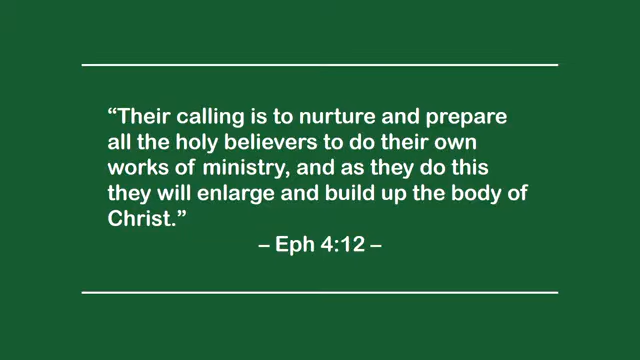 “Their calling is to nurture and prepare
all the holy believers to do their own
works of ministry, and as they do this
they will enlarge and build up the body of
Christ.”
– Eph 4:12 –